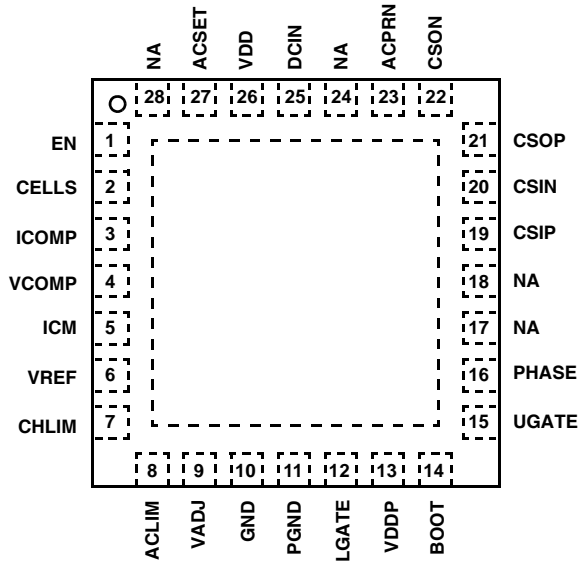 NA ACSET VDD DCIN NA ACPRN CSON
28 27 26 25 24 23 22
EN 1 21 CSOP
CELLS 2 20 CSIN
ICOMP 3 19 CSIP
VCOMP 4 18 NA
ICM 5 17 NA
VREF 6 16 PHASE
CHLIM 7 15 UGATE
8 9 10 11 12 13 14
ACLIM VADJ GND PGND LGATE VDDP BOOT